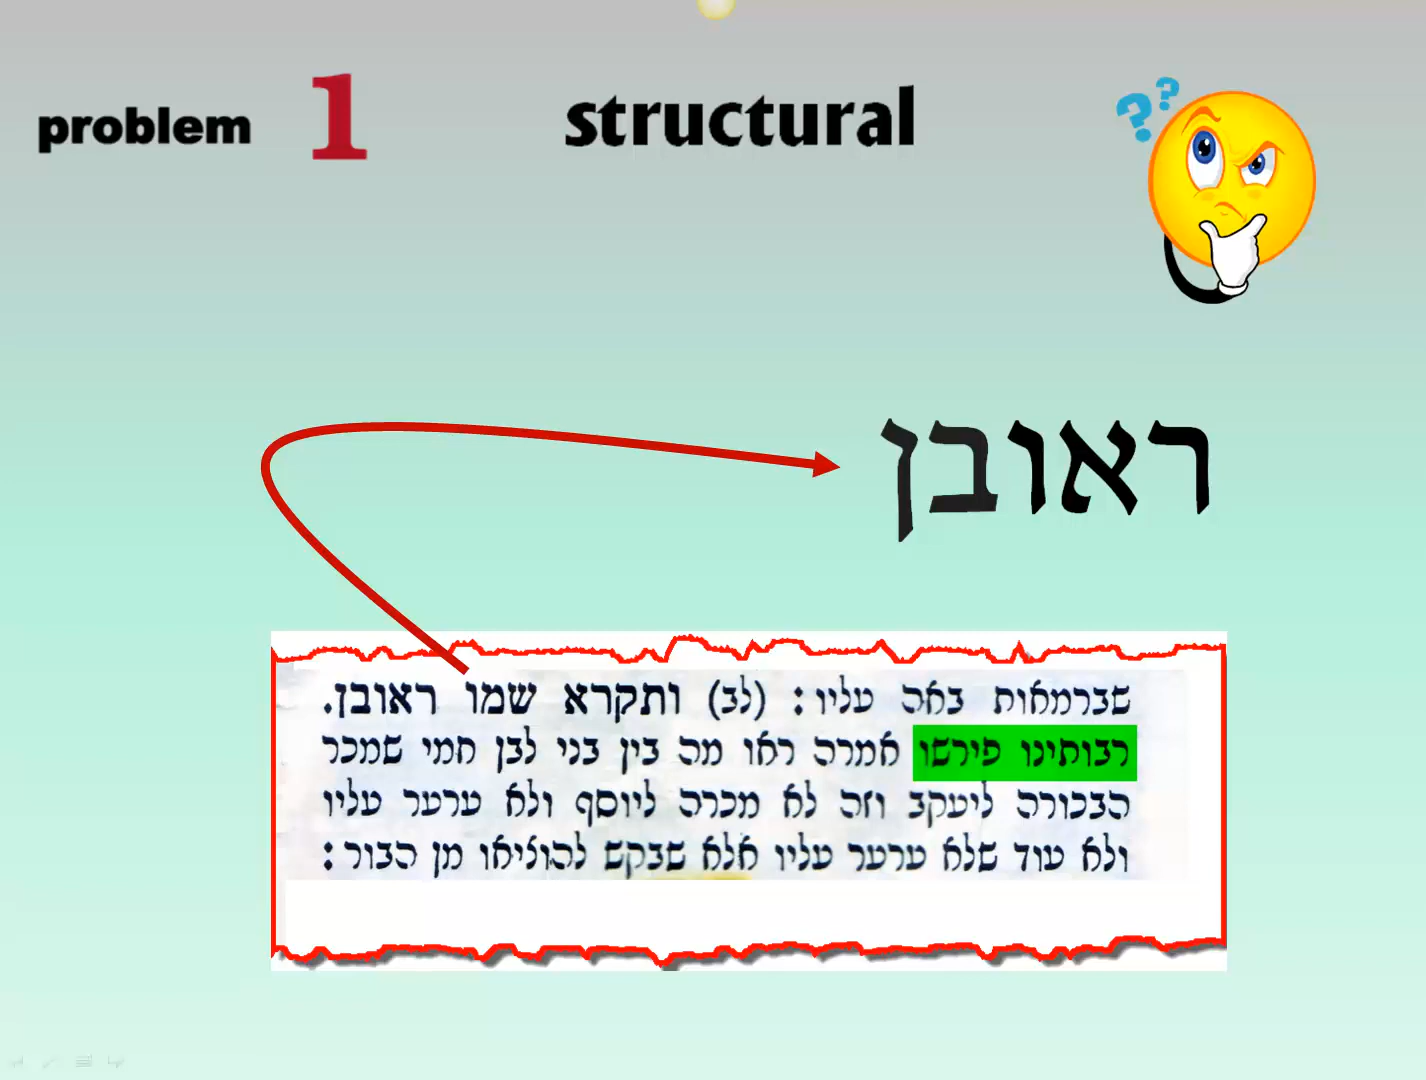 problem 1 structural
? ?
ראובן
שברמאות באה עליו: (לב) ותקרא שמו ראובן.
רבותינו פירשו אמרה ראו מה בין בני לבן חמי שמכר
הבכורה ליעקב וזה לא מכרה ליוסף ולא ערער עליו
ולא עוד שלא ערער עליו אלא שבקש להוציאו מן הבור: